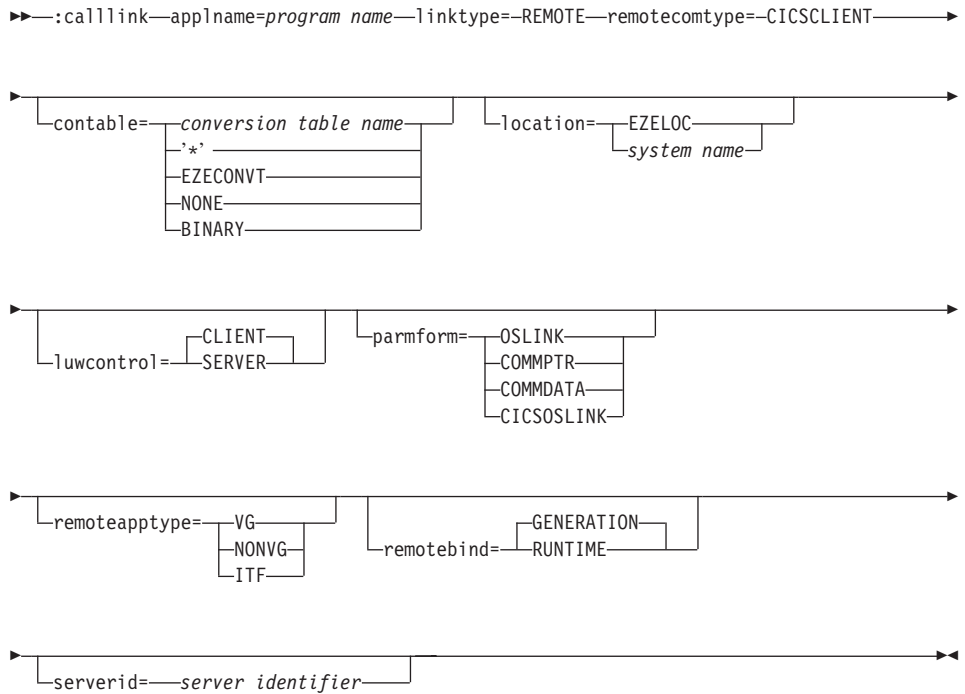 :calllink applname=program name linktype= REMOTE remotecomtype= CICSCLIENT
contable= conversion table name
'*'
EZECONVT
NONE
BINARY
location= EZELOC
system name
luwcontrol= CLIENT
SERVER
parmform= OSLINK
COMMPTR
COMMDATA
CICSOSLINK
remoteapptype= VG
NONVG
ITF
remotebind= GENERATION
RUNTIME
serverid= server identifier